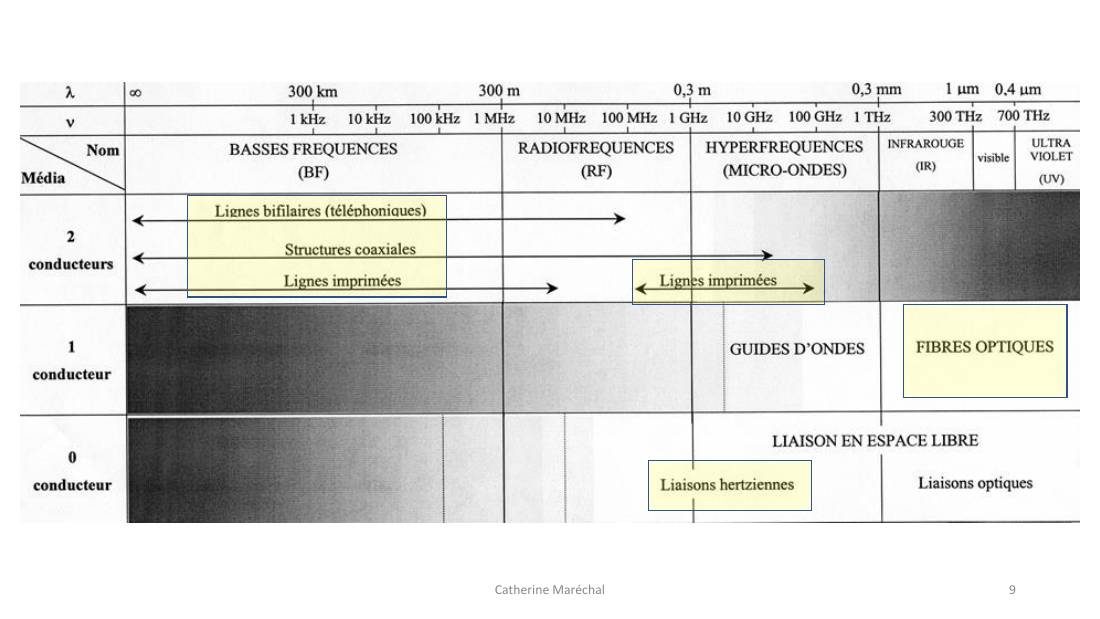 λ ∞ 300 km 300 m 0,3 m 0,3 mm 1 µm 0,4 µm
ν 1 kHz 10 kHz 100 kHz 1 MHz 10 MHz 100 MHz 1 GHz 10 GHz 100 GHz 1 THz 300 THz 700 THz
Nom
Média
BASSES FREQUENCES
(BF)
RADIOFREQUENCES
(RF)
HYPERFREQUENCES
(MICRO-ONDES)
INFRAROUGE
(IR)
visible
ULTRA
VIOLET
(UV)
2
conducteurs
Lignes bifilaires (téléphoniques)
Structures coaxiales
Lignes imprimées
Lignes imprimées
1
conducteur
GUIDES D'ONDES
FIBRES OPTIQUES
0
conducteur
LIAISON EN ESPACE LIBRE
Liaisons hertziennes
Liaisons optiques
Catherine Maréchal
9